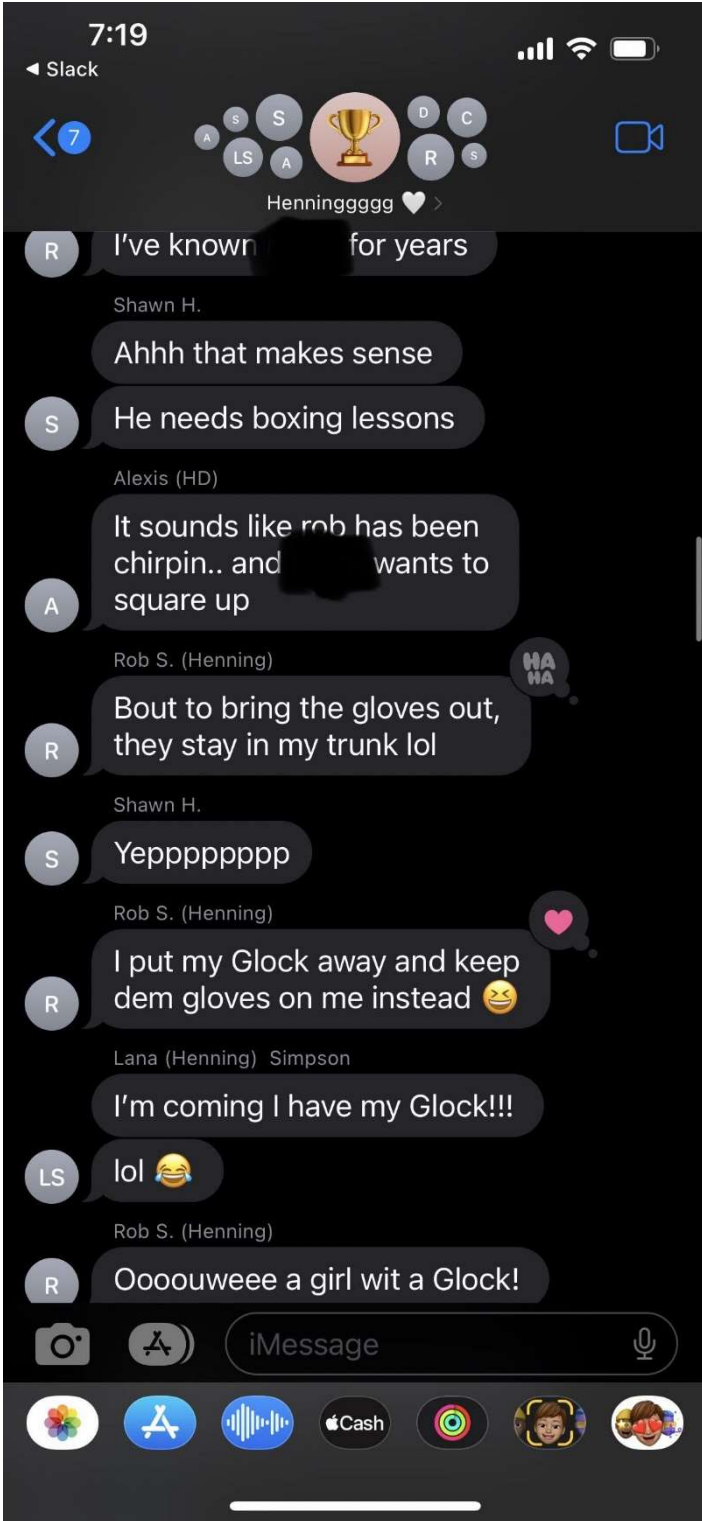 7:19
◀ Slack
7
S
S
LS
A
A
D
C
R
S
Henninggggg 🤍 >
I've known for years
R
Shawn H.
Ahhh that makes sense
He needs boxing lessons
S
Alexis (HD)
It sounds like rob has been
chirpin.. and wants to
square up
A
Rob S. (Henning)
HA
HA
Bout to bring the gloves out,
they stay in my trunk lol
R
Shawn H.
Yepppppppp
S
Rob S. (Henning)
I put my Glock away and keep
dem gloves on me instead 😆
R
Lana (Henning) Simpson
I'm coming I have my Glock!!!
lol 😂
LS
Rob S. (Henning)
Oooouweee a girl wit a Glock!
R
iMessage
Cash